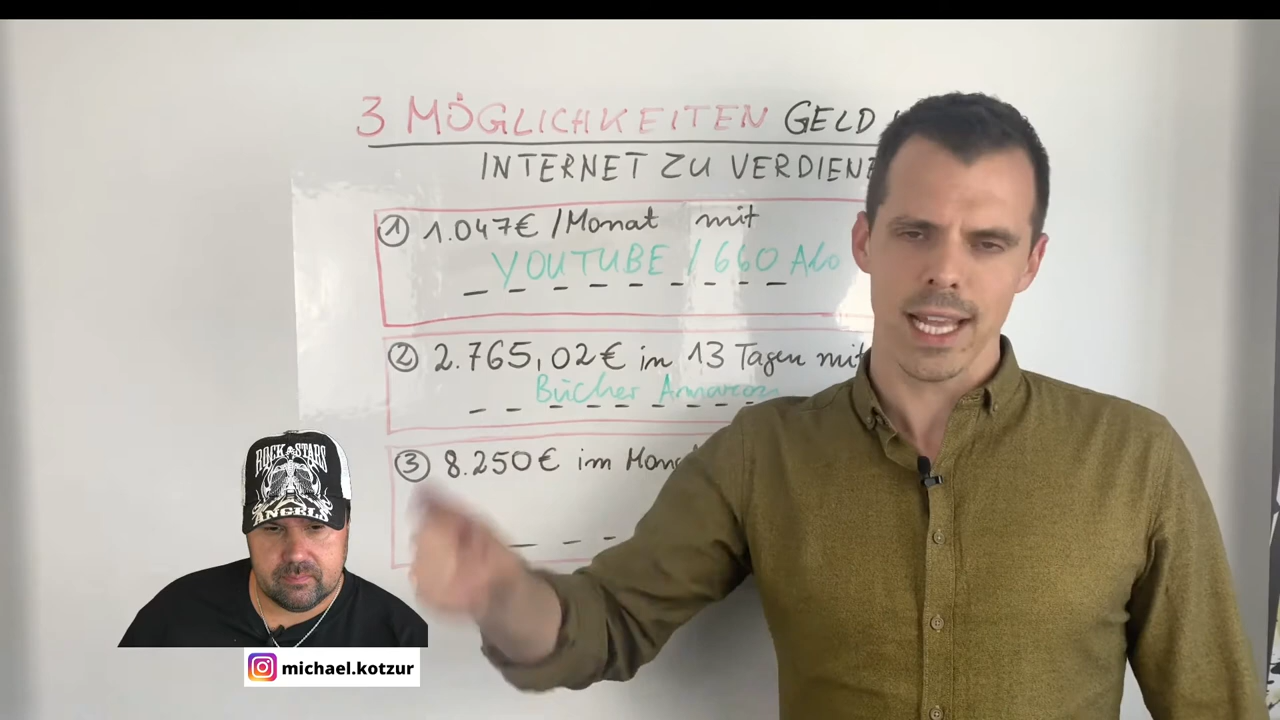 3 MÖGLICHKEITEN GELD
INTERNET ZU VERDIENE
① 1.047€ /Monat mit
YOUTUBE / 660 Abo
② 2.765,02€ in 13 Tagen mit
Bücher Amazon
③ 8.250€ im Mona
ROCK STARS
ANGELS
michael.kotzur